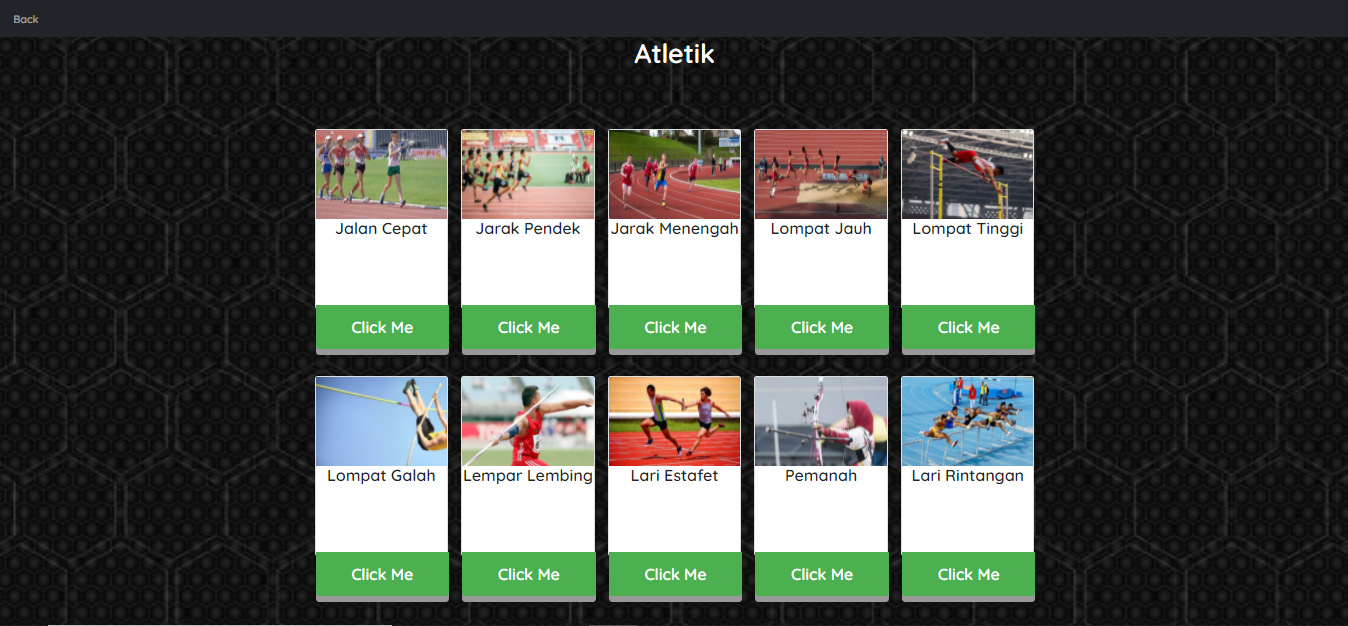 Back
Atletik
Jalan Cepat
Jarak Pendek
Jarak Menengah
Lompat Jauh
Lompat Tinggi
Click Me
Click Me
Click Me
Click Me
Click Me
Lompat Galah
Lempar Lembing
Lari Estafet
Pemanah
Lari Rintangan
Click Me
Click Me
Click Me
Click Me
Click Me